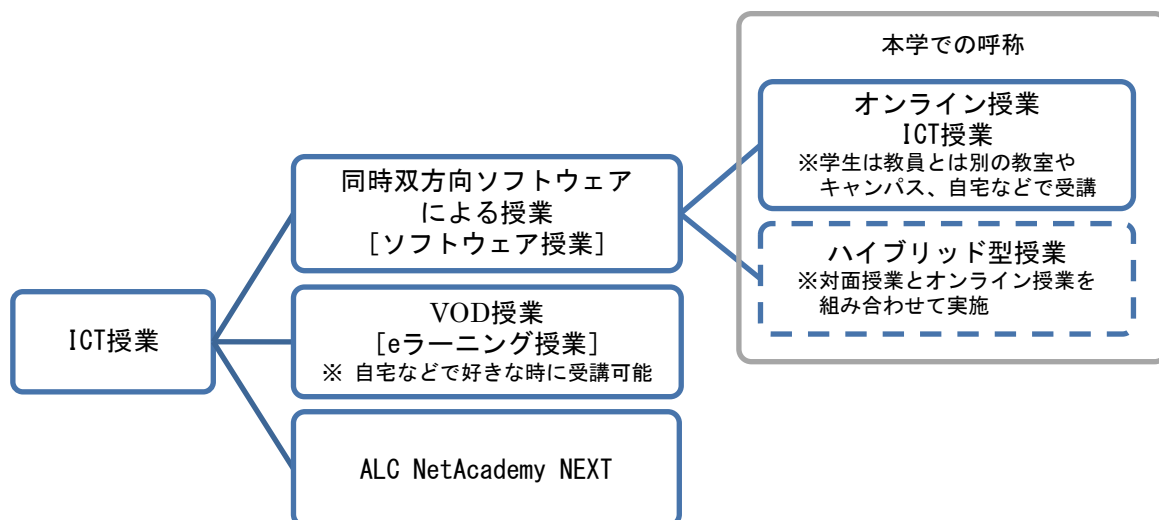 本学での呼称
オンライン授業
ICT授業
※学生は教員とは別の教室や
キャンパス、自宅などで受講
同時双方向ソフトウェア
による授業
[ソフトウェア授業]
ハイブリッド型授業
※対面授業とオンライン授業を
組み合わせて実施
ICT授業
VOD授業
[eラーニング授業]
※ 自宅などで好きな時に受講可能
ALC NetAcademy NEXT